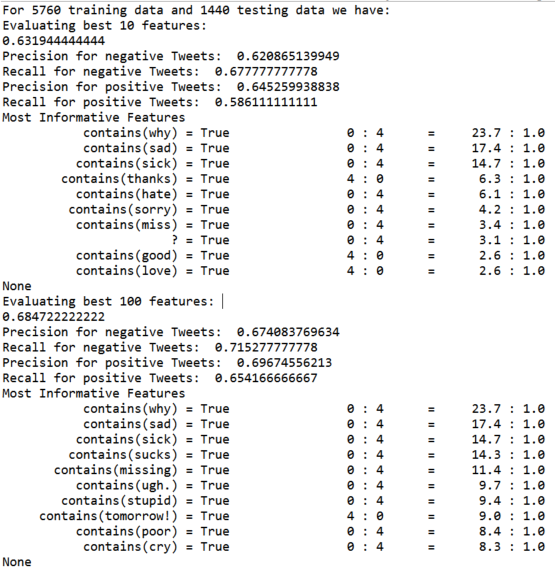 For 5760 training data and 1440 testing data we have:
Evaluating best 10 features:
0.631944444444
Precision for negative Tweets:  0.620865139949
Recall for negative Tweets:  0.677777777778
Precision for positive Tweets:  0.645259938838
Recall for positive Tweets:  0.586111111111
Most Informative Features
contains(why) = True 0 : 4 = 23.7 : 1.0
contains(sad) = True 0 : 4 = 17.4 : 1.0
contains(sick) = True 0 : 4 = 14.7 : 1.0
contains(thanks) = True 4 : 0 = 6.3 : 1.0
contains(hate) = True 0 : 4 = 6.1 : 1.0
contains(sorry) = True 0 : 4 = 4.2 : 1.0
contains(miss) = True 0 : 4 = 3.4 : 1.0
? = True 0 : 4 = 3.1 : 1.0
contains(good) = True 4 : 0 = 2.6 : 1.0
contains(love) = True 4 : 0 = 2.6 : 1.0
None
Evaluating best 100 features:
0.684722222222
Precision for negative Tweets:  0.674083769634
Recall for negative Tweets:  0.715277777778
Precision for positive Tweets:  0.69674556213
Recall for positive Tweets:  0.654166666667
Most Informative Features
contains(why) = True 0 : 4 = 23.7 : 1.0
contains(sad) = True 0 : 4 = 17.4 : 1.0
contains(sick) = True 0 : 4 = 14.7 : 1.0
contains(sucks) = True 0 : 4 = 14.3 : 1.0
contains(missing) = True 0 : 4 = 11.4 : 1.0
contains(ugh.) = True 0 : 4 = 9.7 : 1.0
contains(stupid) = True 0 : 4 = 9.4 : 1.0
contains(tomorrow!) = True 4 : 0 = 9.0 : 1.0
contains(poor) = True 0 : 4 = 8.4 : 1.0
contains(cry) = True 0 : 4 = 8.3 : 1.0
None